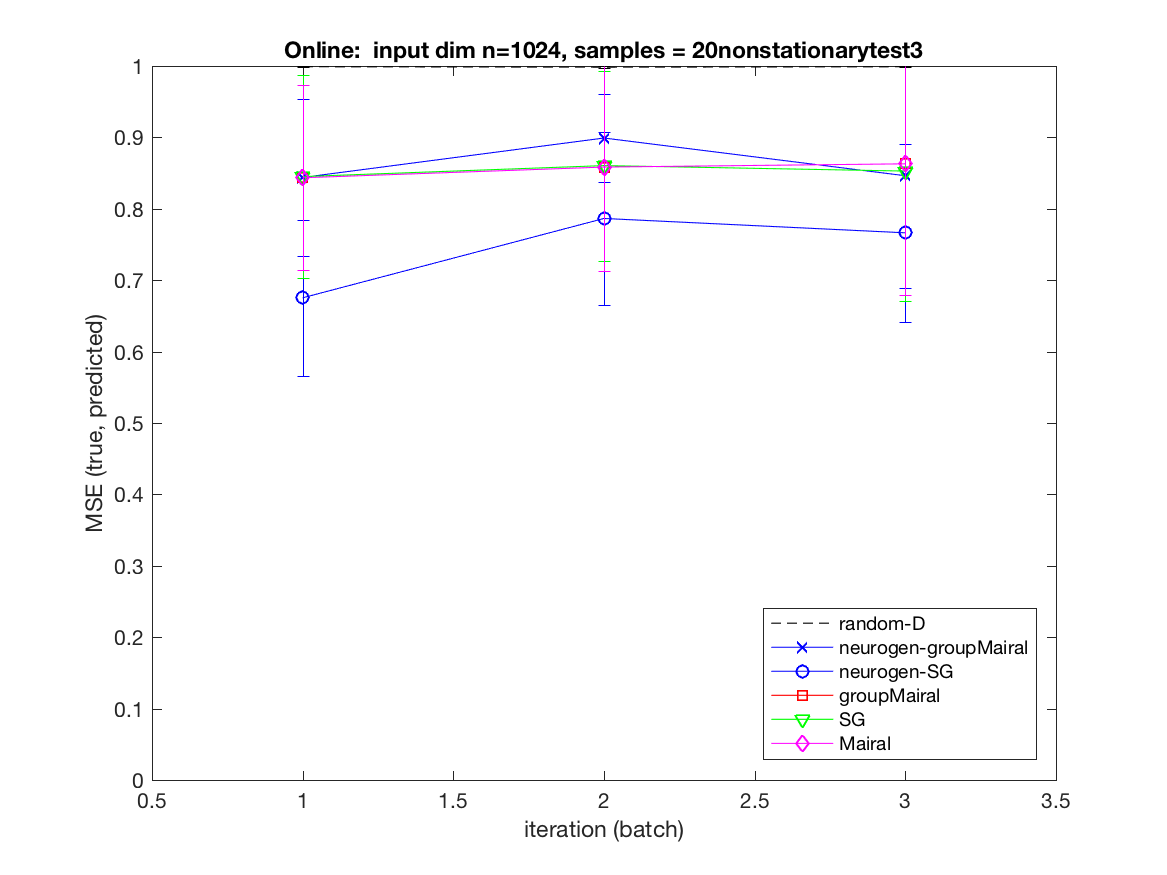 Online:  input dim n=1024, samples = 20nonstationarytest3
1
0.9
0.8
0.7
0.6
0.5
0.4
0.3
0.2
0.1
0
MSE (true, predicted)
random-D
neurogen-groupMairal
neurogen-SG
groupMairal
SG
Mairal
0.5 1 1.5 2 2.5 3 3.5
iteration (batch)